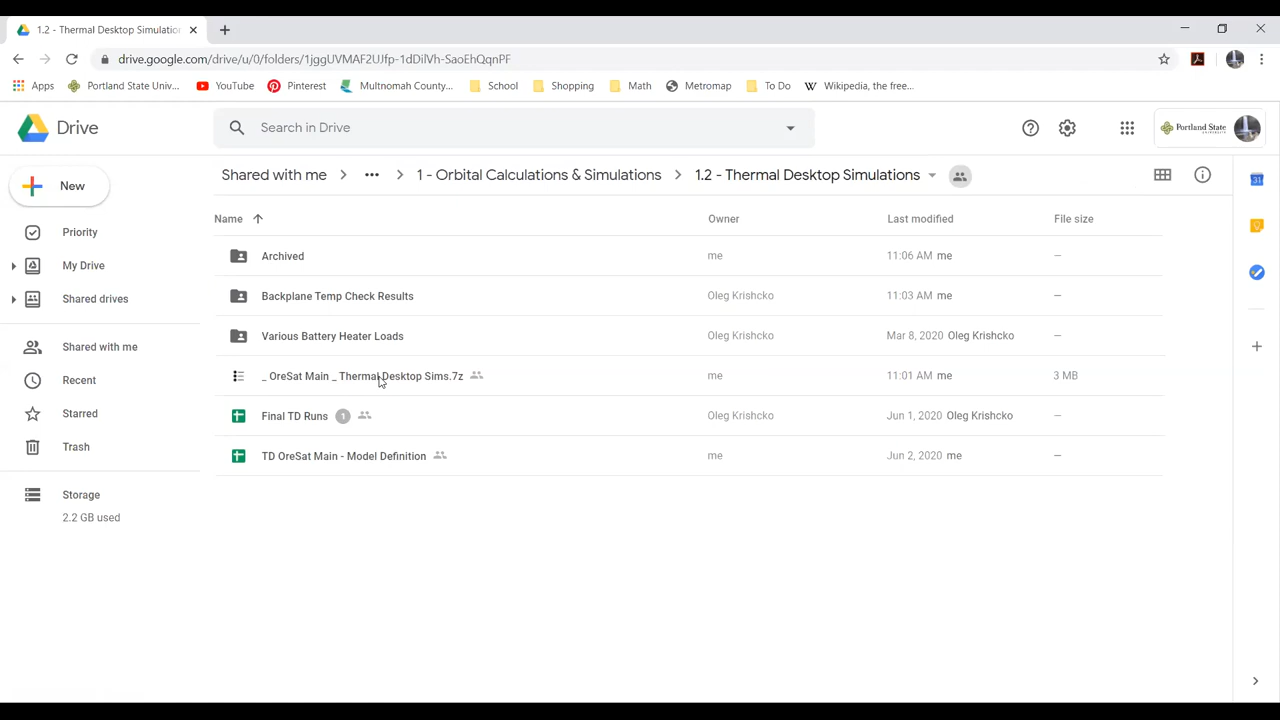 1.2 - Thermal Desktop Simulation
drive.google.com/drive/u/0/folders/1jggUVMAF2UJfp-1dDilVh-SaoEhQqnPF
Apps Portland State Univ... YouTube Pinterest Multnomah County... School Shopping Math Metromap To Do Wikipedia, the free...
Drive Search in Drive Portland State
Shared with me ••• 1 - Orbital Calculations & Simulations 1.2 - Thermal Desktop Simulations
New
Name Owner Last modified File size
Priority
Archived me 11:06 AM me —
My Drive
Backplane Temp Check Results Oleg Krishcko 11:03 AM me —
Shared drives
Various Battery Heater Loads Oleg Krishcko Mar 8, 2020 Oleg Krishcko —
Shared with me
_ OreSat Main _ Thermal Desktop Sims.7z me 11:01 AM me 3 MB
Recent
Final TD Runs 1 Oleg Krishcko Jun 1, 2020 Oleg Krishcko —
Starred
TD OreSat Main - Model Definition me Jun 2, 2020 me —
Trash
Storage
2.2 GB used
31